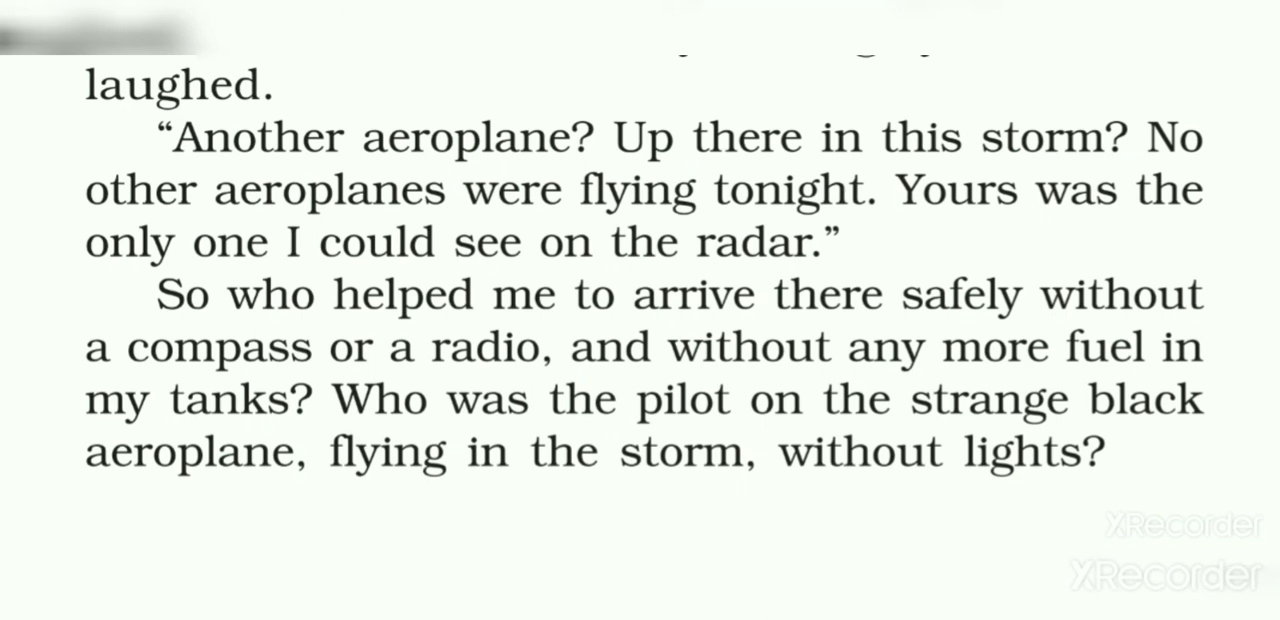 laughed.
“Another aeroplane? Up there in this storm? No
other aeroplanes were flying tonight. Yours was the
only one I could see on the radar.”
So who helped me to arrive there safely without
a compass or a radio, and without any more fuel in
my tanks? Who was the pilot on the strange black
aeroplane, flying in the storm, without lights?
XRecorder
XRecorder